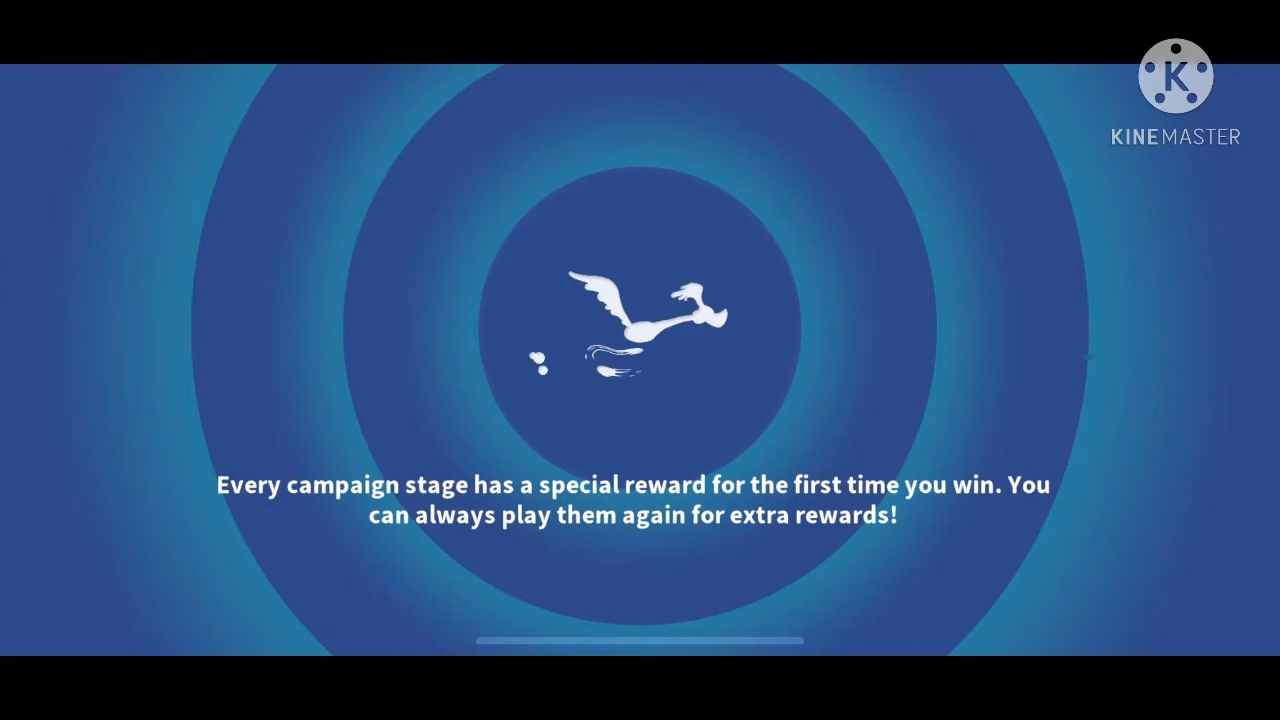 K
KINEMASTER
Every campaign stage has a special reward for the first time you win. You
can always play them again for extra rewards!